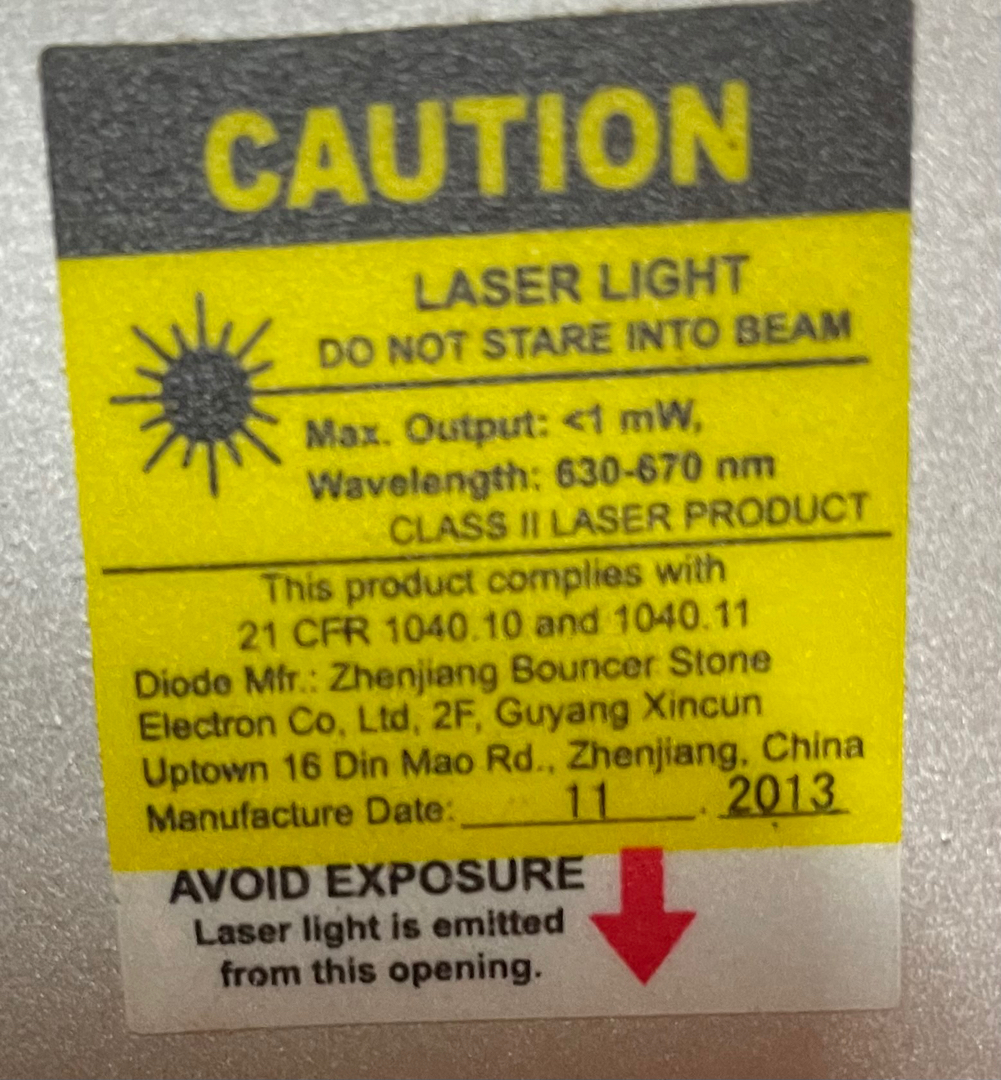 CAUTION
LASER LIGHT
DO NOT STARE INTO BEAM
Max. Output: <1 mW,
Wavelength: 630-670 nm
CLASS II LASER PRODUCT
This product complies with
21 CFR 1040.10 and 1040.11
Diode Mfr.: Zhenjiang Bouncer Stone
Electron Co, Ltd, 2F, Guyang Xincun
Uptown 16 Din Mao Rd., Zhenjiang, China
Manufacture Date: 11 . 2013
AVOID EXPOSURE
Laser light is emitted
from this opening.